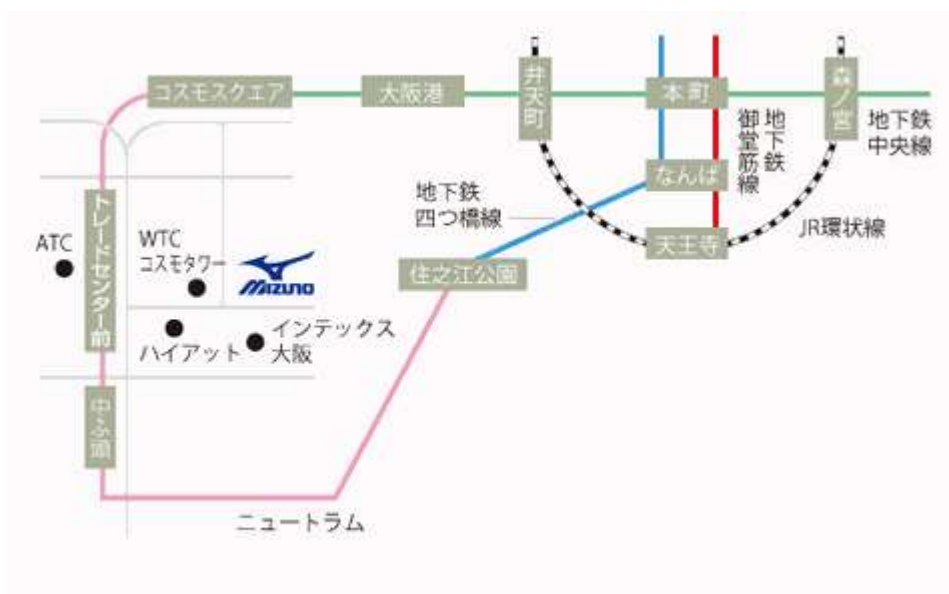 コスモスクエア
大阪港
弁天町
本町
森ノ宮
地下鉄
中央線
地下鉄
御堂筋線
なんば
地下鉄
四つ橋線
天王寺
JR環状線
住之江公園
トレードセンター前
ATC
WTC
コスモタワー
MIZUNO
ハイアット
インテックス
大阪
中ふ頭
ニュートラム